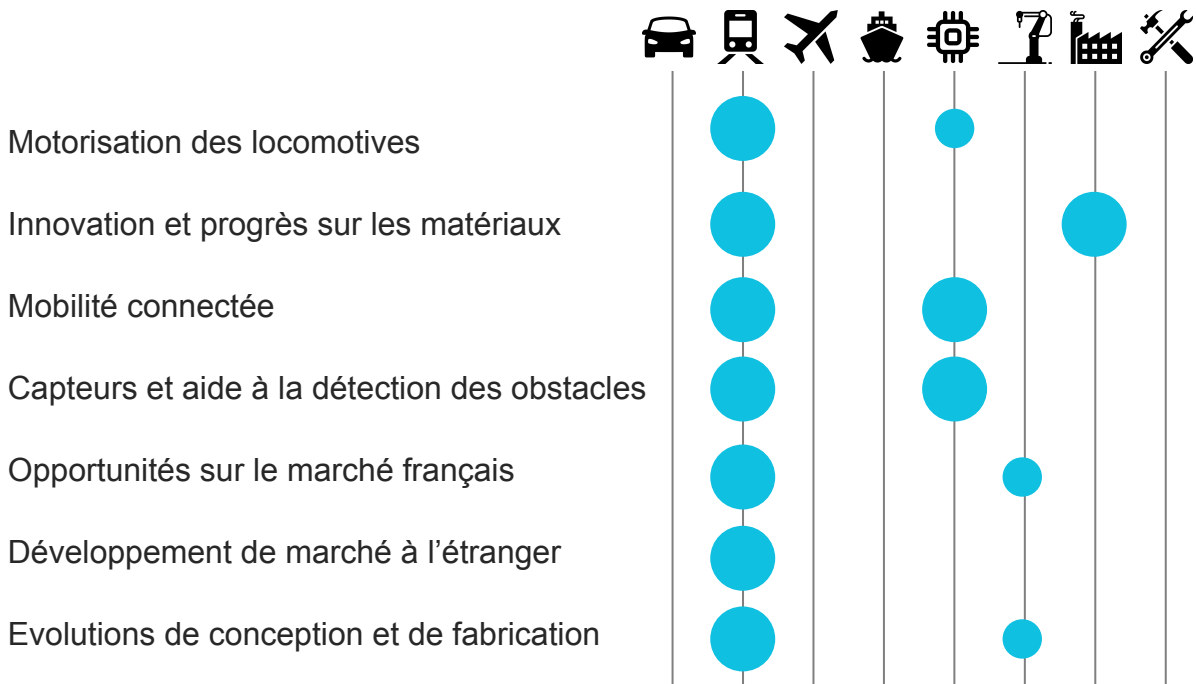 Motorisation des locomotives
Innovation et progrès sur les matériaux
Mobilité connectée
Capteurs et aide à la détection des obstacles
Opportunités sur le marché français
Développement de marché à l’étranger
Evolutions de conception et de fabrication